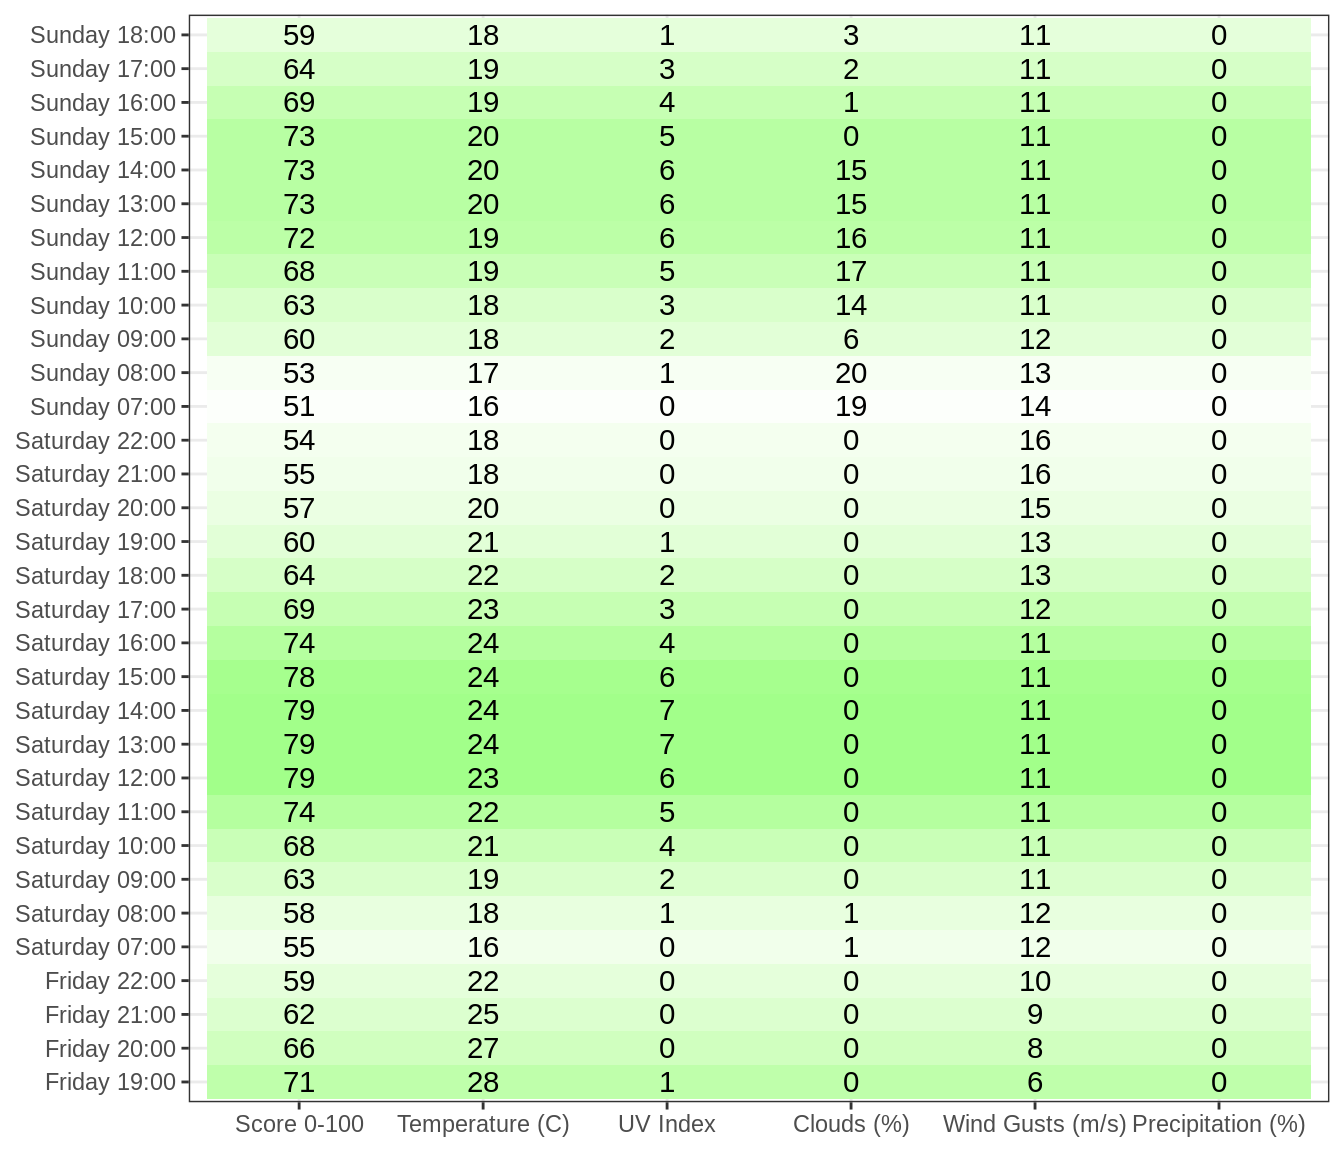 Sunday 18:00 59 18 1 3 11 0
Sunday 17:00 64 19 3 2 11 0
Sunday 16:00 69 19 4 1 11 0
Sunday 15:00 73 20 5 0 11 0
Sunday 14:00 73 20 6 15 11 0
Sunday 13:00 73 20 6 15 11 0
Sunday 12:00 72 19 6 16 11 0
Sunday 11:00 68 19 5 17 11 0
Sunday 10:00 63 18 3 14 11 0
Sunday 09:00 60 18 2 6 12 0
Sunday 08:00 53 17 1 20 13 0
Sunday 07:00 51 16 0 19 14 0
Saturday 22:00 54 18 0 0 16 0
Saturday 21:00 55 18 0 0 16 0
Saturday 20:00 57 20 0 0 15 0
Saturday 19:00 60 21 1 0 13 0
Saturday 18:00 64 22 2 0 13 0
Saturday 17:00 69 23 3 0 12 0
Saturday 16:00 74 24 4 0 11 0
Saturday 15:00 78 24 6 0 11 0
Saturday 14:00 79 24 7 0 11 0
Saturday 13:00 79 24 7 0 11 0
Saturday 12:00 79 23 6 0 11 0
Saturday 11:00 74 22 5 0 11 0
Saturday 10:00 68 21 4 0 11 0
Saturday 09:00 63 19 2 0 11 0
Saturday 08:00 58 18 1 1 12 0
Saturday 07:00 55 16 0 1 12 0
Friday 22:00 59 22 0 0 10 0
Friday 21:00 62 25 0 0 9 0
Friday 20:00 66 27 0 0 8 0
Friday 19:00 71 28 1 0 6 0
Score 0-100 Temperature (C) UV Index Clouds (%) Wind Gusts (m/s) Precipitation (%)